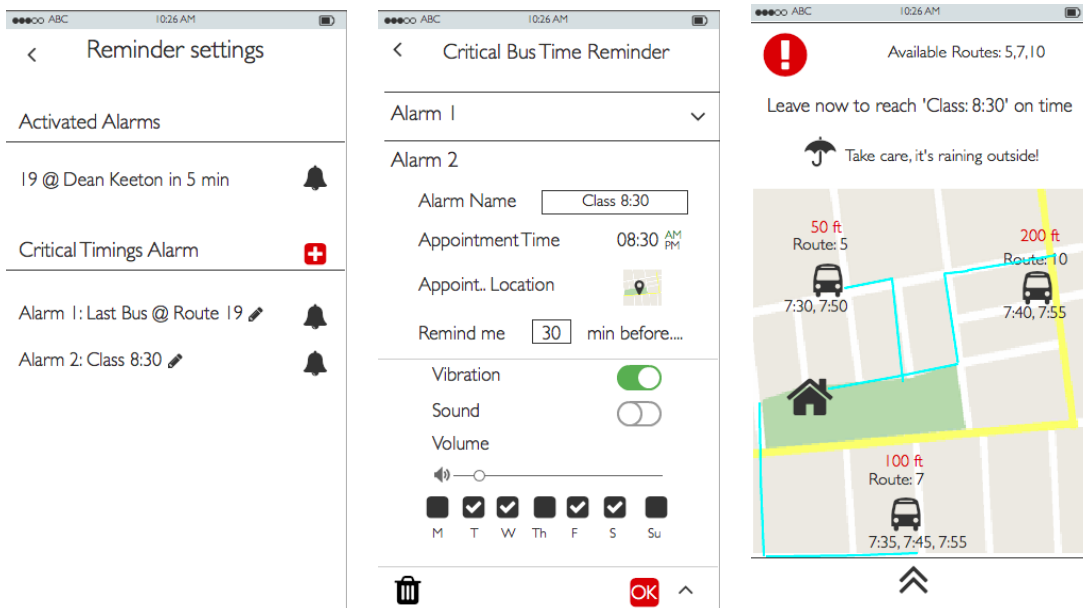 ABC 10:26 AM
Reminder settings
Activated Alarms
19 @ Dean Keeton in 5 min
Critical Timings Alarm
Alarm 1: Last Bus @ Route 19
Alarm 2: Class 8:30
ABC 10:26 AM
Critical Bus Time Reminder
Alarm 1
Alarm 2
Alarm Name Class 8:30
Appointment Time 08:30 AM PM
Appoint.. Location
Remind me 30 min before....
Vibration
Sound
Volume
M T W Th F S Su
OK
ABC 10:26 AM
Available Routes: 5,7,10
Leave now to reach 'Class: 8:30' on time
Take care, it's raining outside!
50 ft
Route: 5
7:30, 7:50
200 ft
Route: 10
7:40, 7:55
100 ft
Route: 7
7:35, 7:45, 7:55